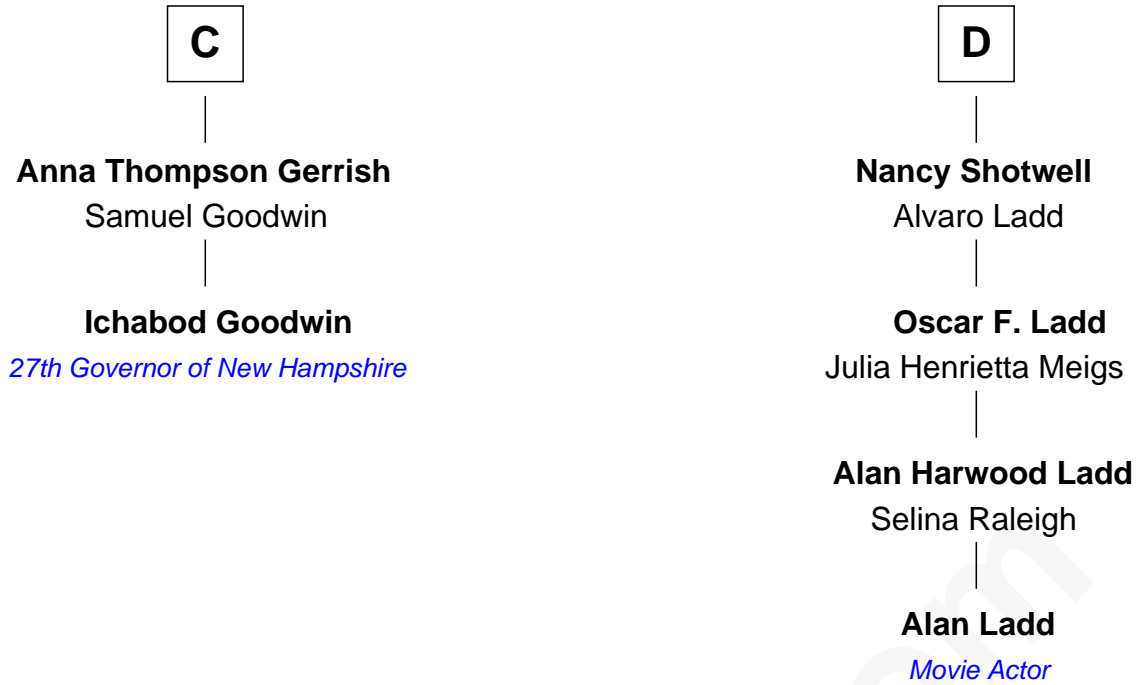 C
Anna Thompson Gerrish
Samuel Goodwin
Ichabod Goodwin
27th Governor of New Hampshire
D
Nancy Shotwell
Alvaro Ladd
Oscar F. Ladd
Julia Henrietta Meigs
Alan Harwood Ladd
Selina Raleigh
Alan Ladd
Movie Actor
om